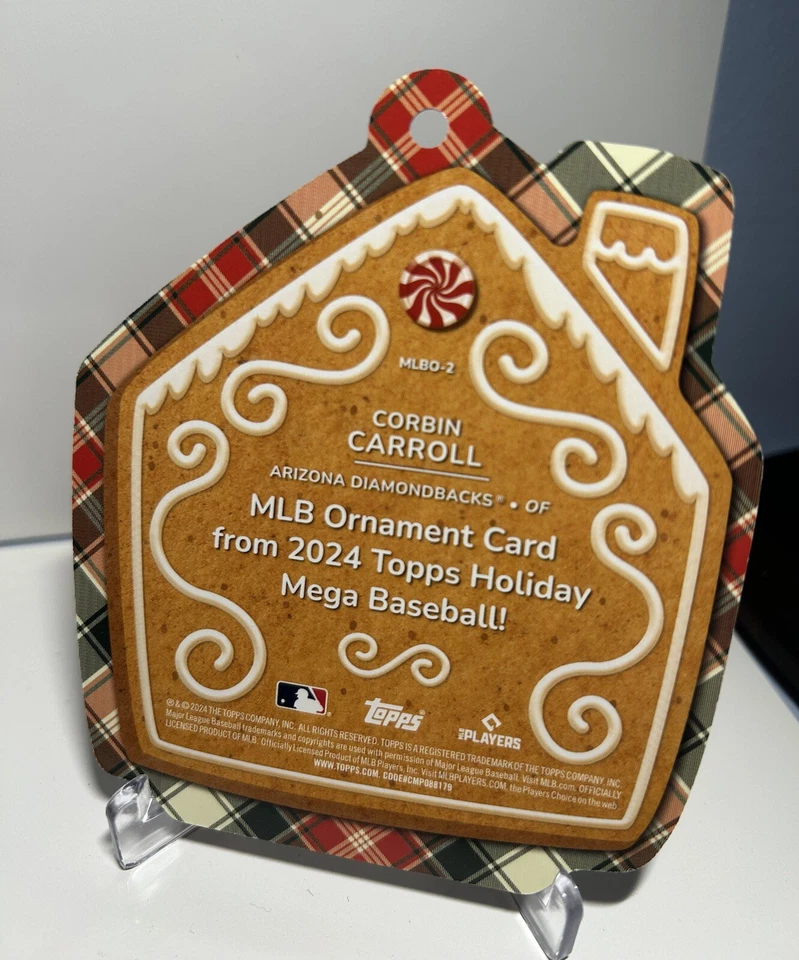 MLBO-2
CORBIN
CARROLL
ARIZONA DIAMONDBACKS® • OF
MLB Ornament Card
from 2024 Topps Holiday
Mega Baseball!
topps
MLB PLAYERS
® & © 2024 THE TOPPS COMPANY, INC. ALL RIGHTS RESERVED. TOPPS IS A REGISTERED TRADEMARK OF THE TOPPS COMPANY, INC.
Major League Baseball trademarks and copyrights are used with permission of Major League Baseball. Visit MLB.com. OFFICIALLY
LICENSED PRODUCT OF MLB. Officially Licensed Product of MLB Players, Inc. Visit MLBPLAYERS.COM, the Players Choice on the web.
WWW.TOPPS.COM. CODE#CMP088179